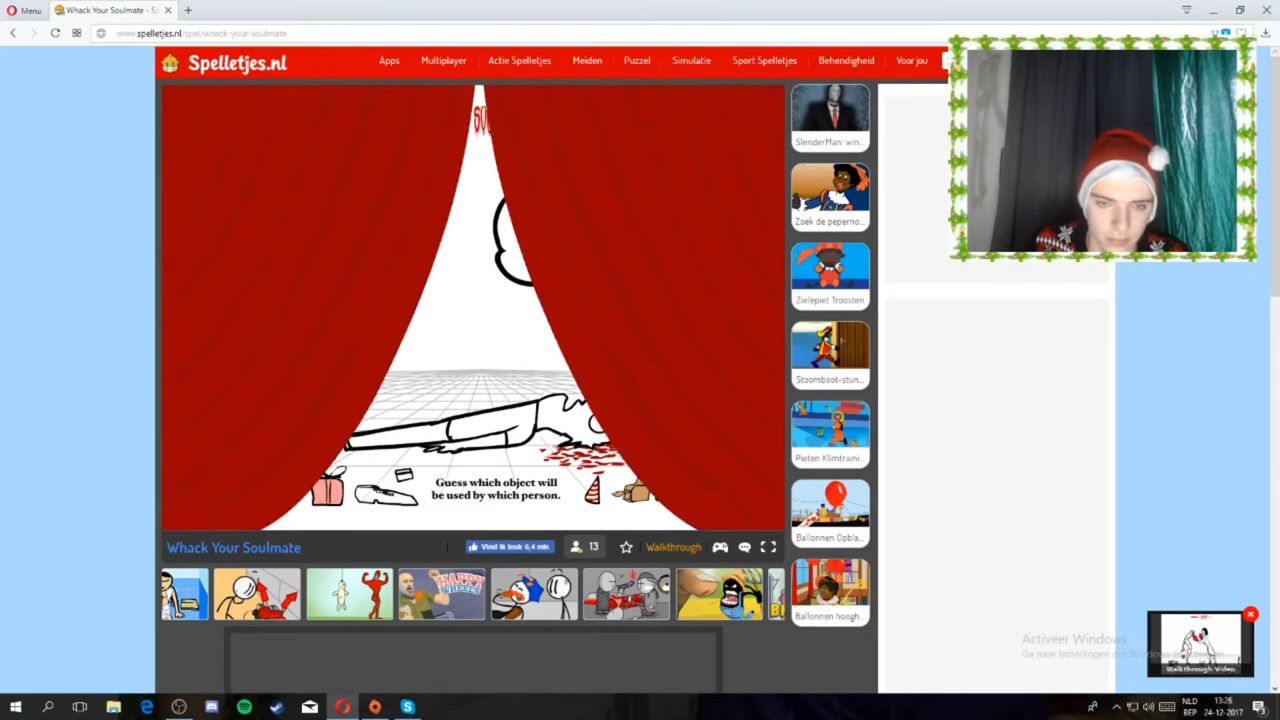 Menu
Whack Your Soulmate - Sp
www.spelletjes.nl/spel/whack-your-soulmate
Spelletjes.nl
Apps
Multiplayer
Actie Spelletjes
Meiden
Puzzel
Simulatie
Sport Spelletjes
Behendigheid
Voor jou
SlenderMan: win...
Zoek de peperno...
Zielepiet Troosten
Stoomboot-stun...
Pieten Klimtraini...
Ballonnen Opbla...
Ballonnen hoogh...
Guess which object will
be used by which person.
Whack Your Soulmate
Vind ik leuk 6,4 mln
13
Walkthrough
HAPPY
WHEELS
Activeer Windows
Ga naar Instellingen om Windows te
Walkthrough Video
NLD
BEP
13:26
24-12-2017
3